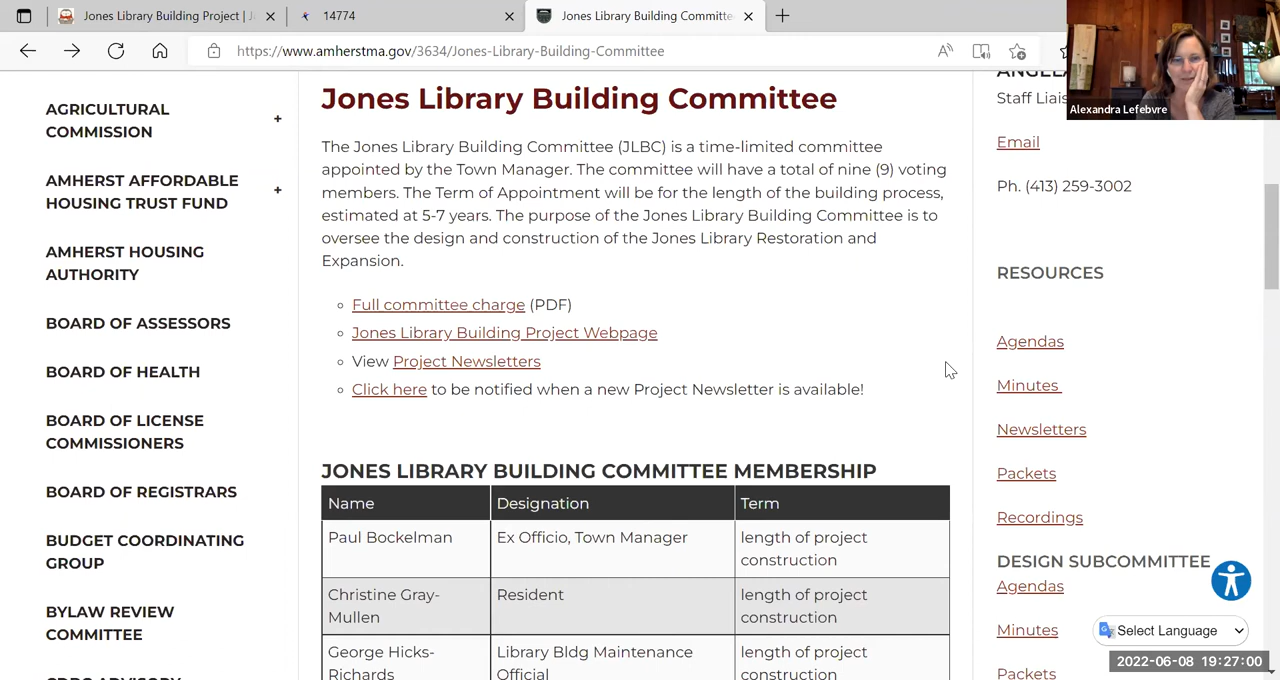 Jones Library Building Project | J
14774
Jones Library Building Committe
https://www.amherstma.gov/3634/Jones-Library-Building-Committee
Alexandra Lefebvre
AGRICULTURAL
COMMISSION
+
AMHERST AFFORDABLE
HOUSING TRUST FUND
+
AMHERST HOUSING
AUTHORITY
BOARD OF ASSESSORS
BOARD OF HEALTH
BOARD OF LICENSE
COMMISSIONERS
BOARD OF REGISTRARS
BUDGET COORDINATING
GROUP
BYLAW REVIEW
COMMITTEE
Jones Library Building Committee
The Jones Library Building Committee (JLBC) is a time-limited committee
appointed by the Town Manager. The committee will have a total of nine (9) voting
members. The Term of Appointment will be for the length of the building process,
estimated at 5-7 years. The purpose of the Jones Library Building Committee is to
oversee the design and construction of the Jones Library Restoration and
Expansion.
Full committee charge (PDF)
Jones Library Building Project Webpage
View Project Newsletters
Click here to be notified when a new Project Newsletter is available!
JONES LIBRARY BUILDING COMMITTEE MEMBERSHIP
Name Designation Term
Paul Bockelman Ex Officio, Town Manager length of project
construction
Christine Gray- Resident length of project
Mullen construction
George Hicks- Library Bldg Maintenance length of project
Richards Official construction
ANGELA
Staff Liais
Email
Ph. (413) 259-3002
RESOURCES
Agendas
Minutes
Newsletters
Packets
Recordings
DESIGN SUBCOMMITTEE
Agendas
Minutes
Packets
Select Language
2022-06-08 19:27:00